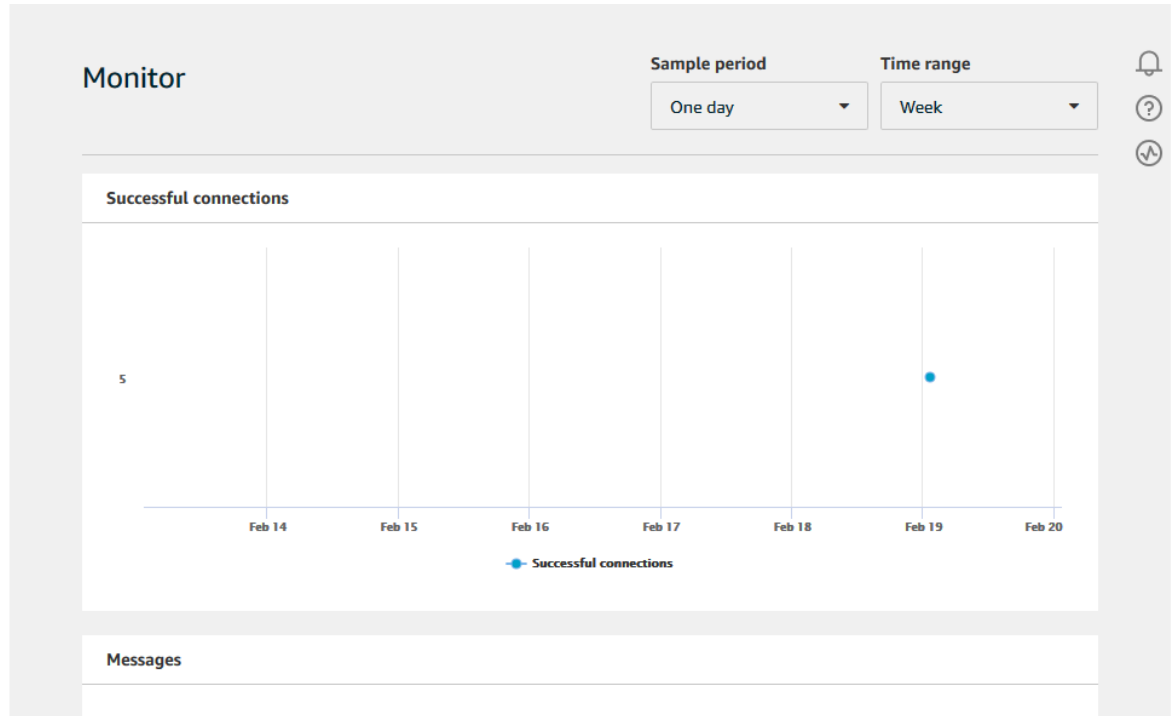 Monitor
Sample period
Time range
One day
Week
Successful connections
5
Feb 14 Feb 15 Feb 16 Feb 17 Feb 18 Feb 19 Feb 20
Successful connections
Messages